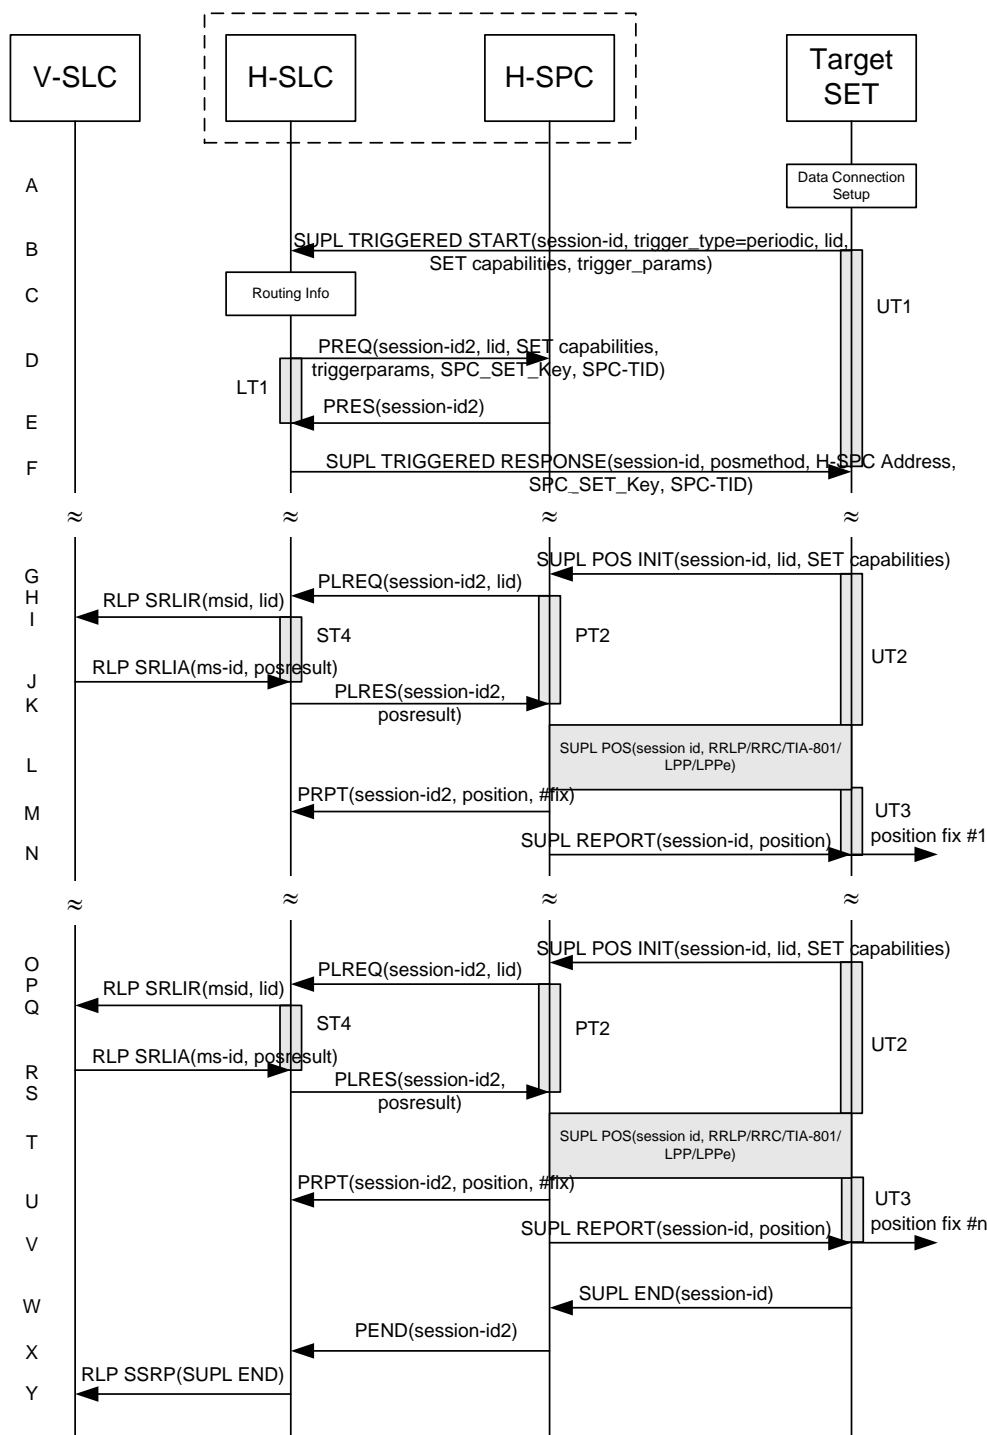 V-SLC
H-SLC
H-SPC
Target
SET
A
Data Connection
Setup
B
SUPL TRIGGERED START(session-id, trigger_type=periodic, lid,
SET capabilities, trigger_params)
C
Routing Info
UT1
D
PREQ(session-id2, lid, SET capabilities,
triggerparams, SPC_SET_Key, SPC-TID)
LT1
E
PRES(session-id2)
F
SUPL TRIGGERED RESPONSE(session-id, posmethod, H-SPC Address,
SPC_SET_Key, SPC-TID)
≈ ≈ ≈ ≈
G
SUPL POS INIT(session-id, lid, SET capabilities)
H
PLREQ(session-id2, lid)
I
RLP SRLIR(msid, lid)
ST4
PT2
UT2
J
RLP SRLIA(ms-id, posresult)
K
PLRES(session-id2,
posresult)
L
SUPL POS(session id, RRLP/RRC/TIA-801/
LPP/LPPe)
M
PRPT(session-id2, position, #fix)
UT3
position fix #1
N
SUPL REPORT(session-id, position)
≈ ≈ ≈ ≈
O
SUPL POS INIT(session-id, lid, SET capabilities)
P
PLREQ(session-id2, lid)
Q
RLP SRLIR(msid, lid)
ST4
PT2
UT2
R
RLP SRLIA(ms-id, posresult)
S
PLRES(session-id2,
posresult)
T
SUPL POS(session id, RRLP/RRC/TIA-801/
LPP/LPPe)
U
PRPT(session-id2, position, #fix)
UT3
position fix #n
V
SUPL REPORT(session-id, position)
W
SUPL END(session-id)
X
PEND(session-id2)
Y
RLP SSRP(SUPL END)